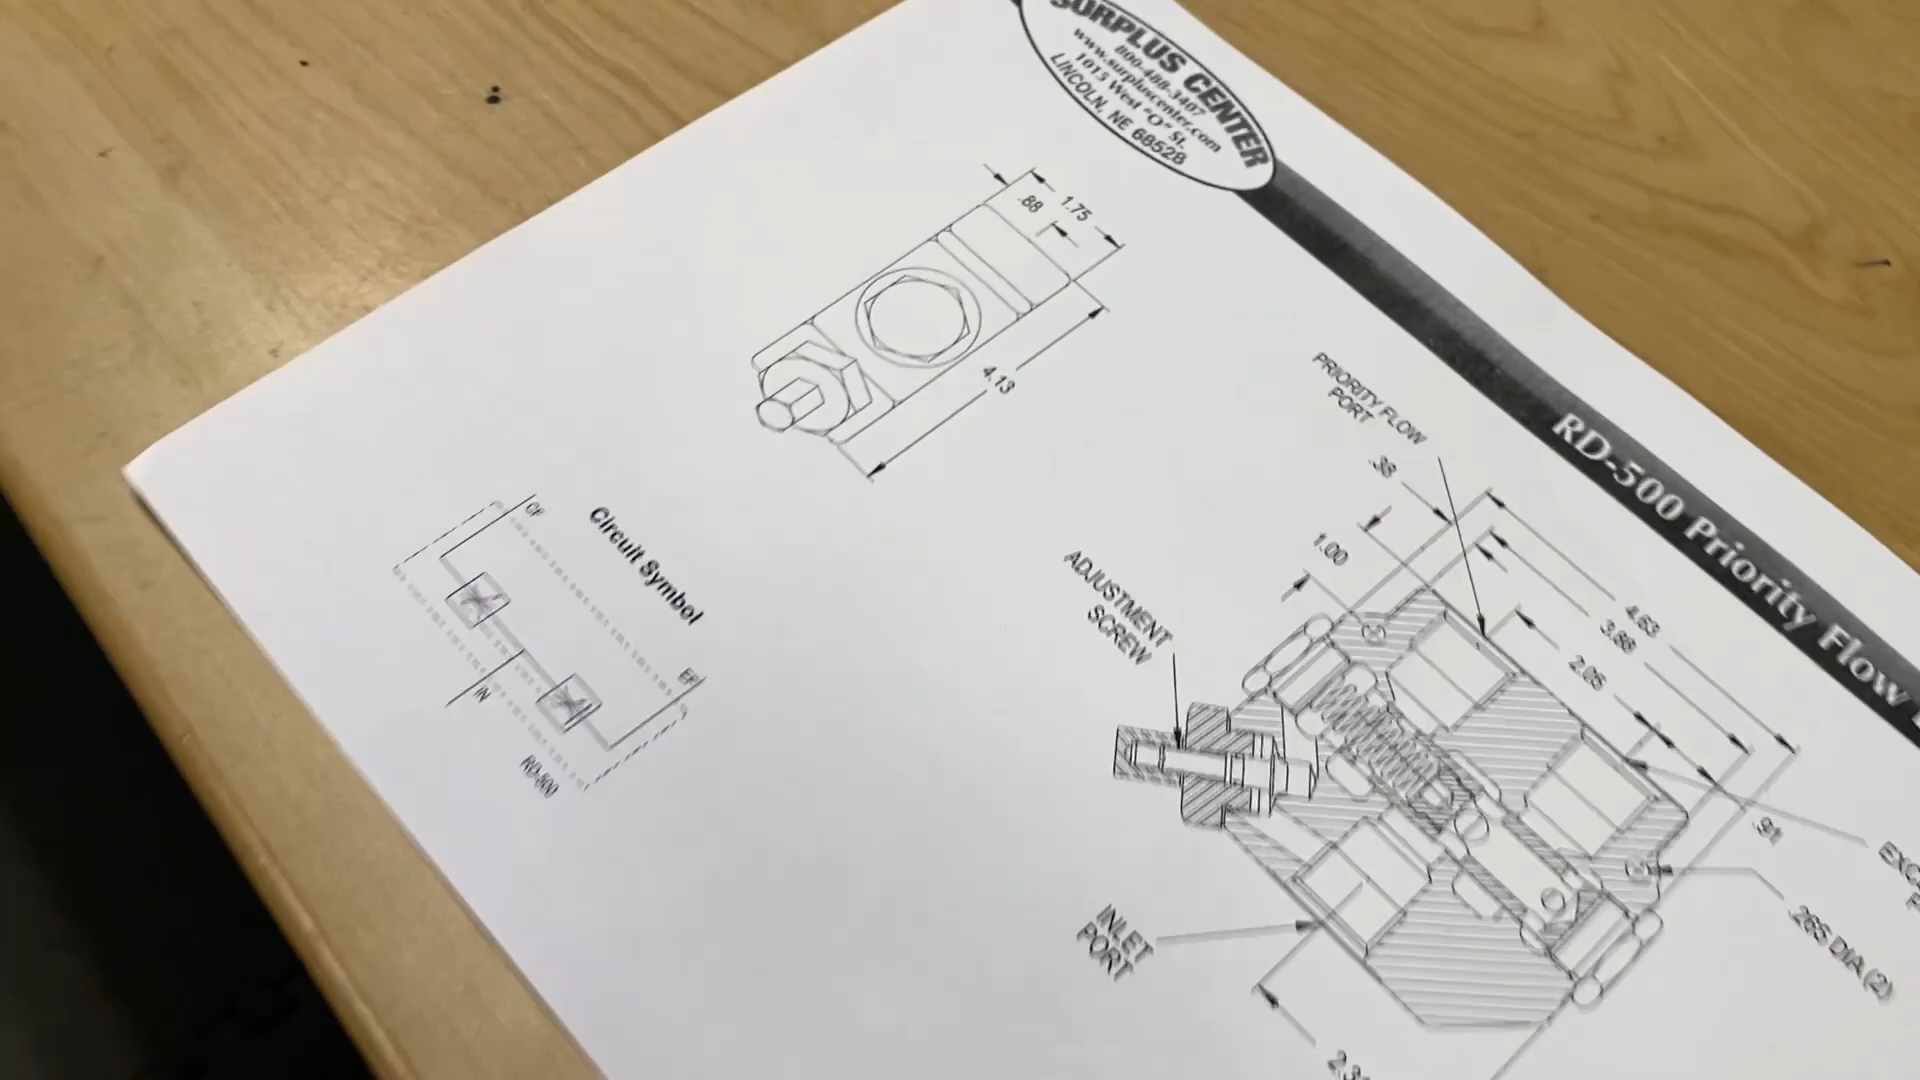 SURPLUS CENTER
800-488-3407
www.surpluscenter.com
1015 West "O" St.
LINCOLN, NE 68528
RD-500 Priority Flow
.88
1.75
4.13
PRIORITY FLOW
PORT
.38
1.00
ADJUSTMENT
SCREW
4.63
3.88
2.06
.91
INLET
PORT
.265 DIA (2)
Circuit Symbol
CF
EF
IN
RD-500